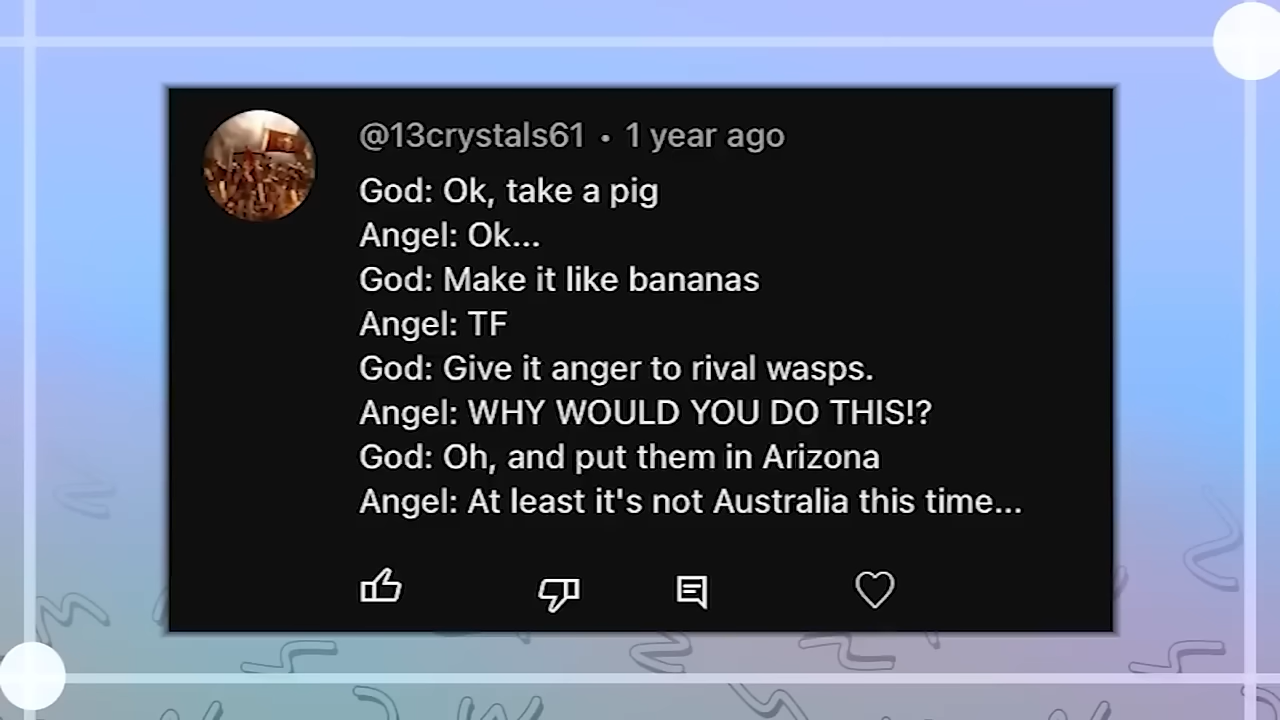 @13crystals61 • 1 year ago
God: Ok, take a pig
Angel: Ok...
God: Make it like bananas
Angel: TF
God: Give it anger to rival wasps.
Angel: WHY WOULD YOU DO THIS!?
God: Oh, and put them in Arizona
Angel: At least it's not Australia this time...